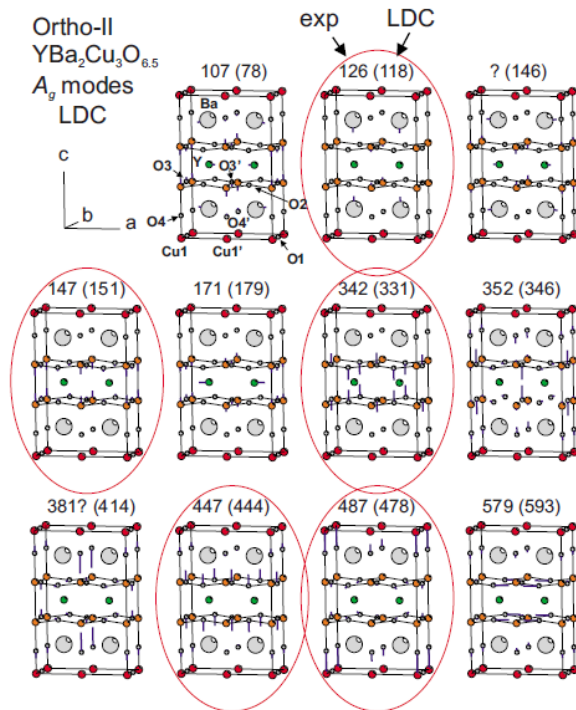 Ortho-II
YBa₂Cu₃O₆.₅
A_g modes
LDC
exp LDC
107 (78)
126 (118)
? (146)
Ba
O3
Y
O3'
O2
O4
O4'
Cu1
Cu1'
O1
c
b
a
147 (151)
171 (179)
342 (331)
352 (346)
381? (414)
447 (444)
487 (478)
579 (593)